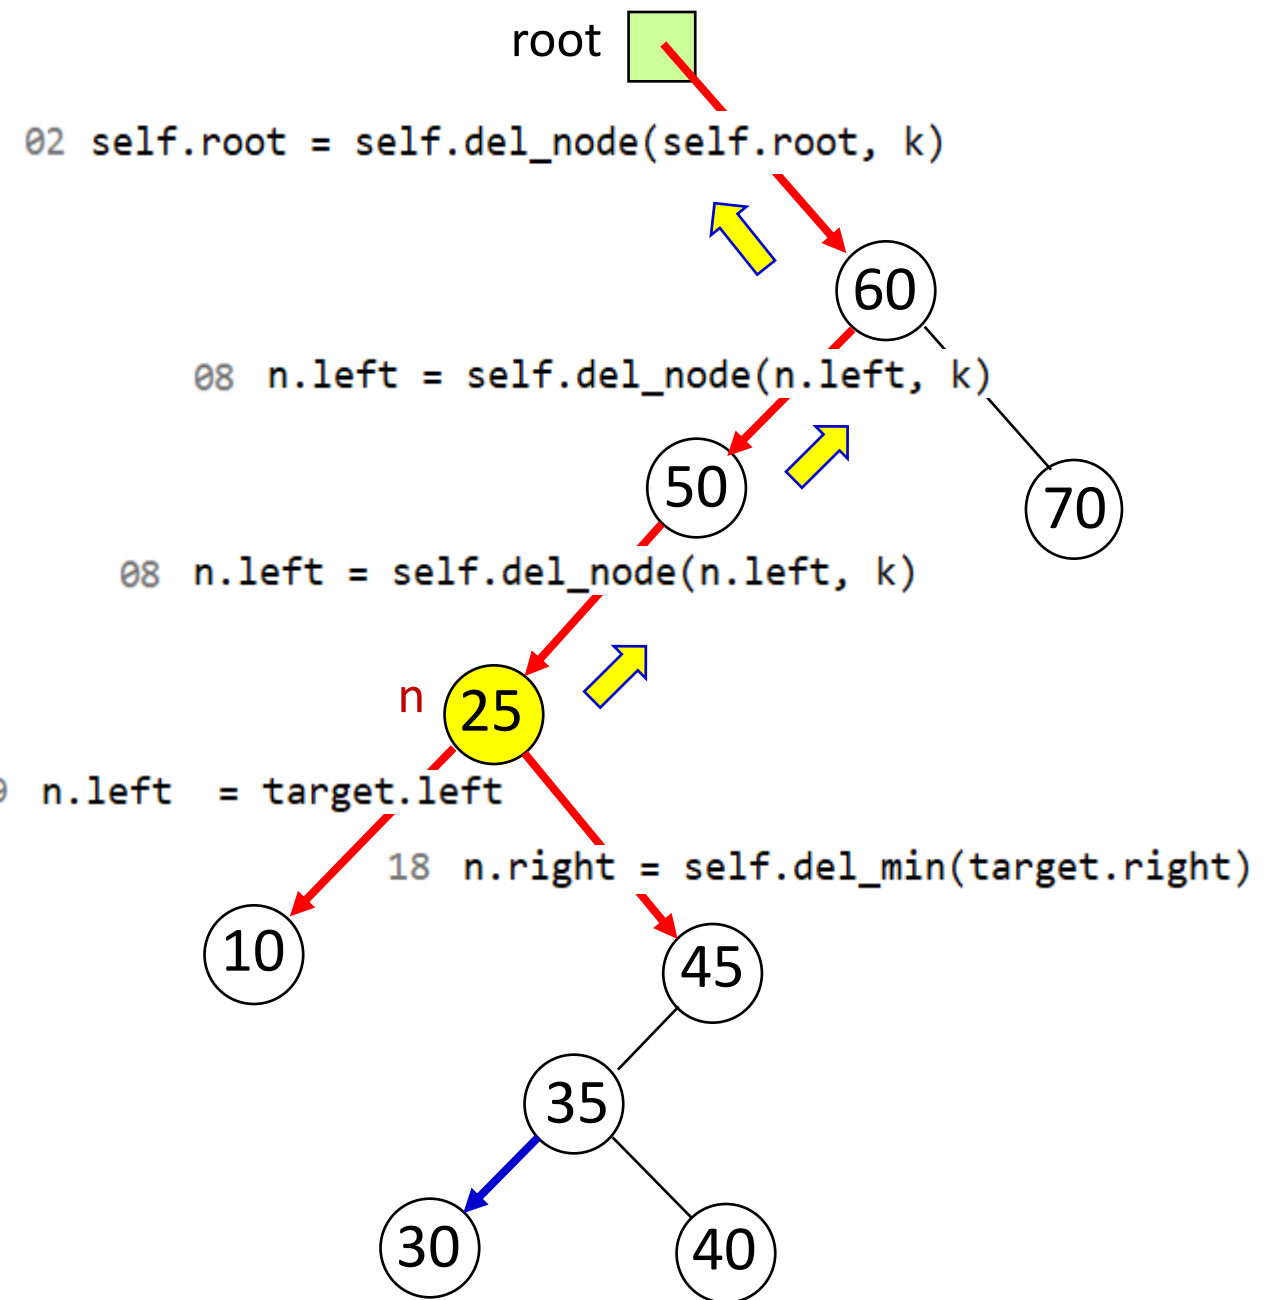 root
02 self.root = self.del_node(self.root, k)
60
08 n.left = self.del_node(n.left, k)
50
70
08 n.left = self.del_node(n.left, k)
n
25
9 n.left = target.left
18 n.right = self.del_min(target.right)
10
45
35
30
40